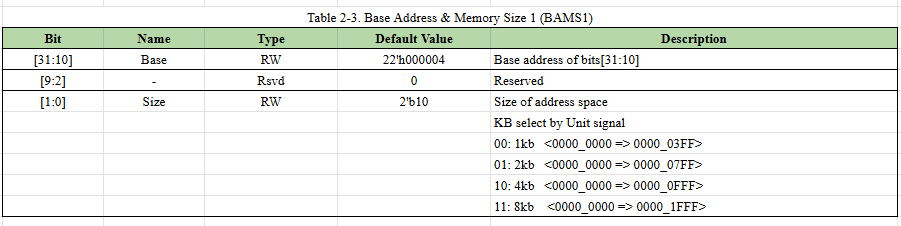 Table 2-3. Base Address & Memory Size 1 (BAMS1)
Bit Name Type Default Value Description
[31:10] Base RW 22'h000004 Base address of bits[31:10]
[9:2] - Rsvd 0 Reserved
[1:0] Size RW 2'b10 Size of address space
KB select by Unit signal
00: 1kb <0000_0000 => 0000_03FF>
01: 2kb <0000_0000 => 0000_07FF>
10: 4kb <0000_0000 => 0000_0FFF>
11: 8kb <0000_0000 => 0000_1FFF>